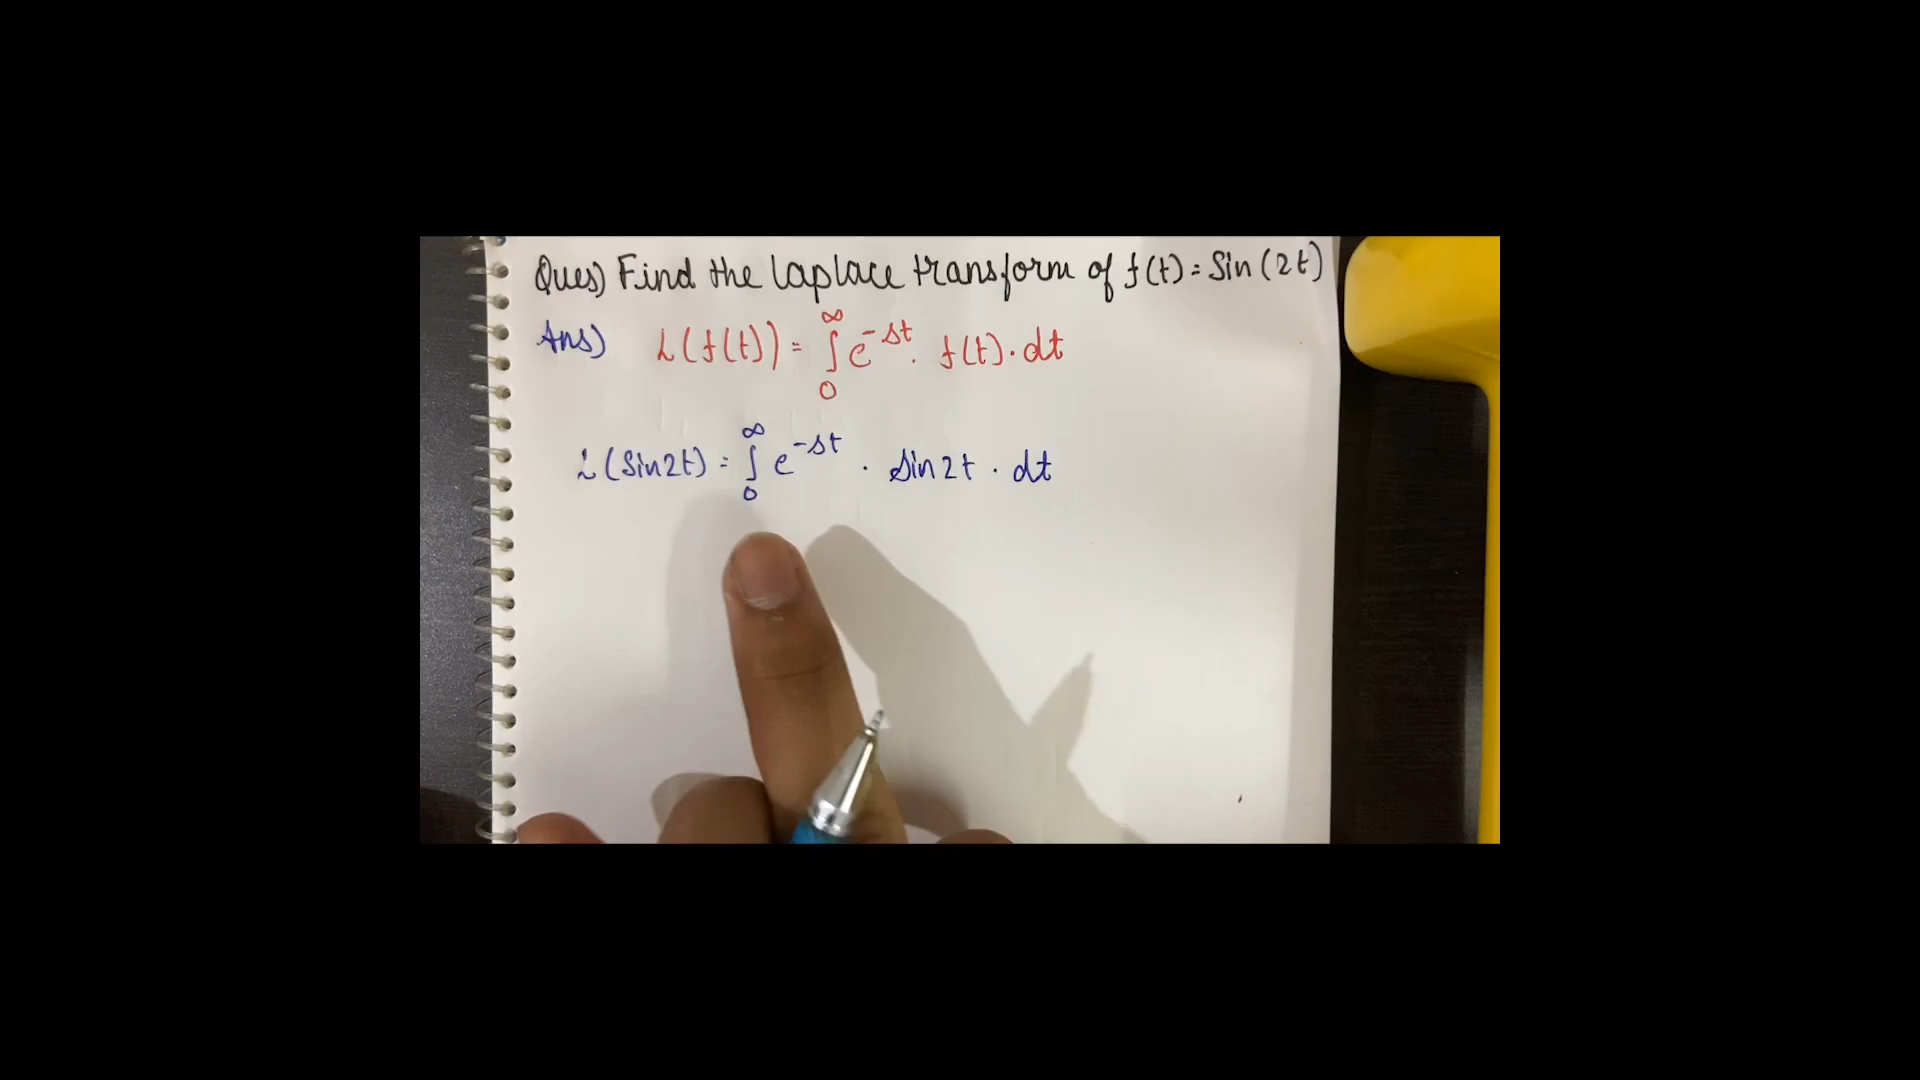 Ques) Find the laplace transform of f(t) = Sin (2t)
Ans) L(f(t)) = ∫₀^∞ e^-st . f(t) . dt
L(Sin2t) = ∫₀^∞ e^-st . Sin2t . dt